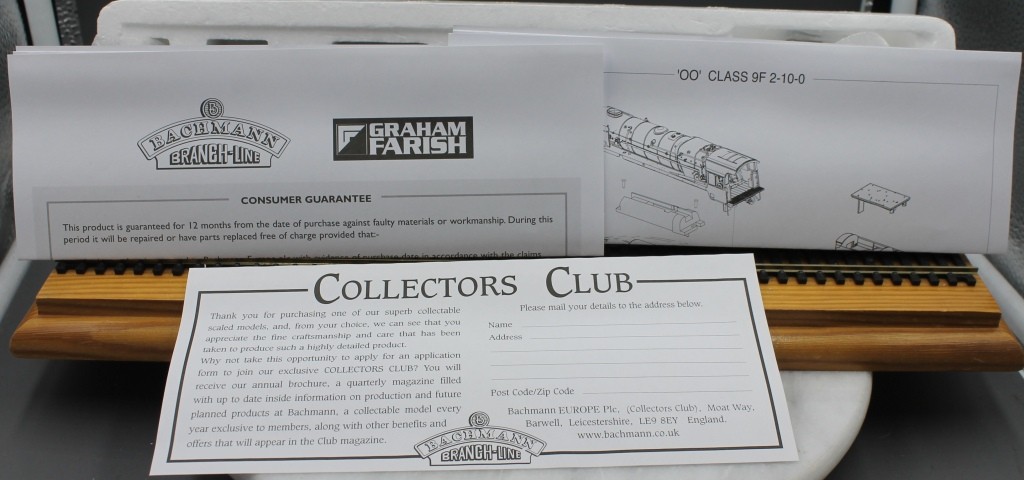 BACHMANN
BRANCH-LINE
GRAHAM
FARISH
CONSUMER GUARANTEE
This product is guaranteed for 12 months from the date of purchase against faulty materials or workmanship. During this
period it will be repaired or have parts replaced free of charge provided that:-
evidence of purchase date in accordance with the claims
'OO' CLASS 9F 2-10-0
COLLECTORS CLUB
Thank you for purchasing one of our superb collectable
scaled models, and, from your choice, we can see that you
appreciate the fine craftsmanship and care that has been
taken to produce such a highly detailed product.
Why not take this opportunity to apply for an application
form to join our exclusive COLLECTORS CLUB? You will
receive our annual brochure, a quarterly magazine filled
with up to date inside information on production and future
planned products at Bachmann, a collectable model every
year exclusive to members, along with other benefits and
offers that will appear in the Club magazine.
Please mail your details to the address below.
Name
Address
Post Code/Zip Code
Bachmann EUROPE Plc, (Collectors Club), Moat Way,
Barwell, Leicestershire, LE9 8EY England.
www.bachmann.co.uk
BACHMANN
BRANCH-LINE